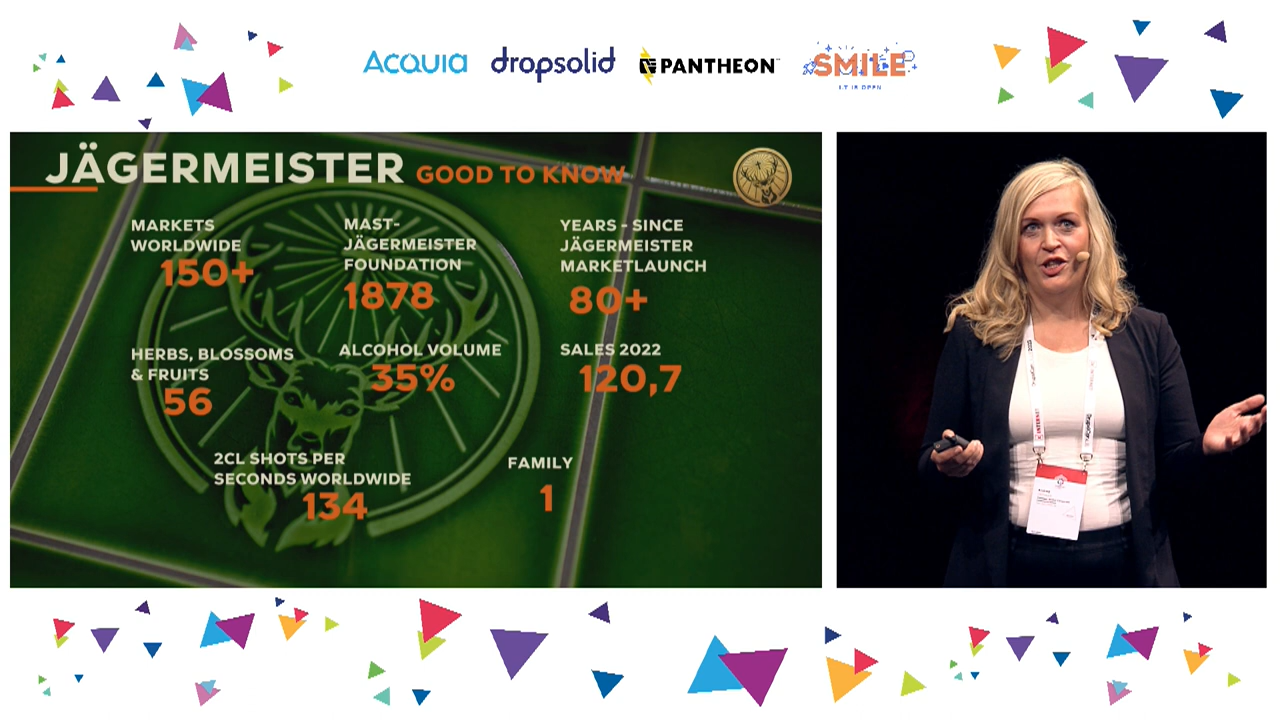 ACQUIA dropsolid PANTHEON SMILE
I.T IS OPEN
JÄGERMEISTER GOOD TO KNOW
MARKETS
WORLDWIDE
150+
MAST-
JÄGERMEISTER
FOUNDATION
1878
YEARS - SINCE
JÄGERMEISTER
MARKETLAUNCH
80+
HERBS, BLOSSOMS
& FRUITS
56
ALCOHOL VOLUME
35%
SALES 2022
120,7
2CL SHOTS PER
SECONDS WORLDWIDE
134
FAMILY
1